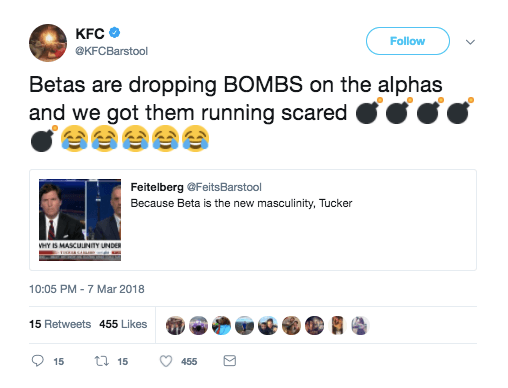 KFC
@KFCBarstool
Follow
Betas are dropping BOMBS on the alphas
and we got them running scared 💣💣💣💣
💣😂😂😂😂😂
Feitelberg @FeitsBarstool
Because Beta is the new masculinity, Tucker
WHY IS MASCULINITY UNDER
10:05 PM - 7 Mar 2018
15 Retweets 455 Likes
15 15 455